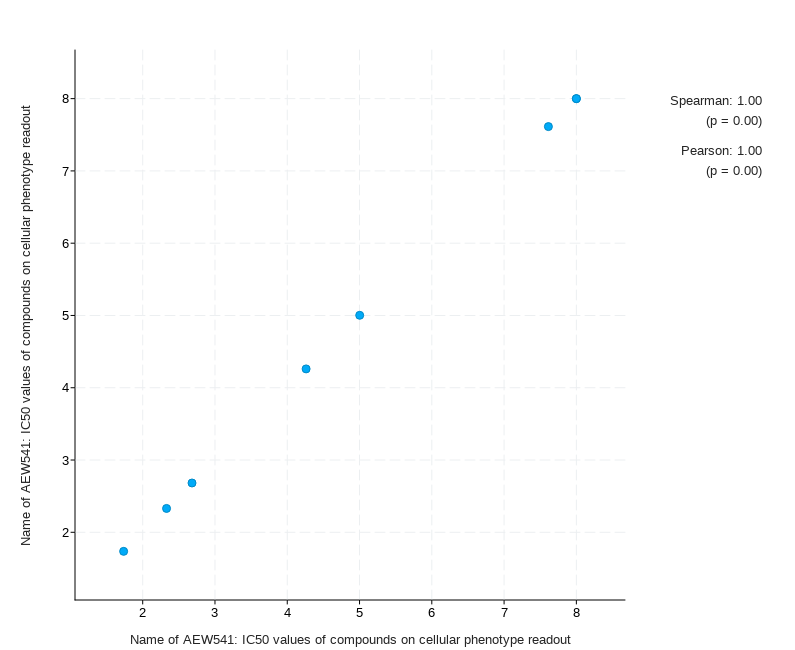 Spearman: 1.00
(p = 0.00)
Pearson: 1.00
(p = 0.00)
Name of AEW541: IC50 values of compounds on cellular phenotype readout
8
7
6
5
4
3
2
2 3 4 5 6 7 8
Name of AEW541: IC50 values of compounds on cellular phenotype readout